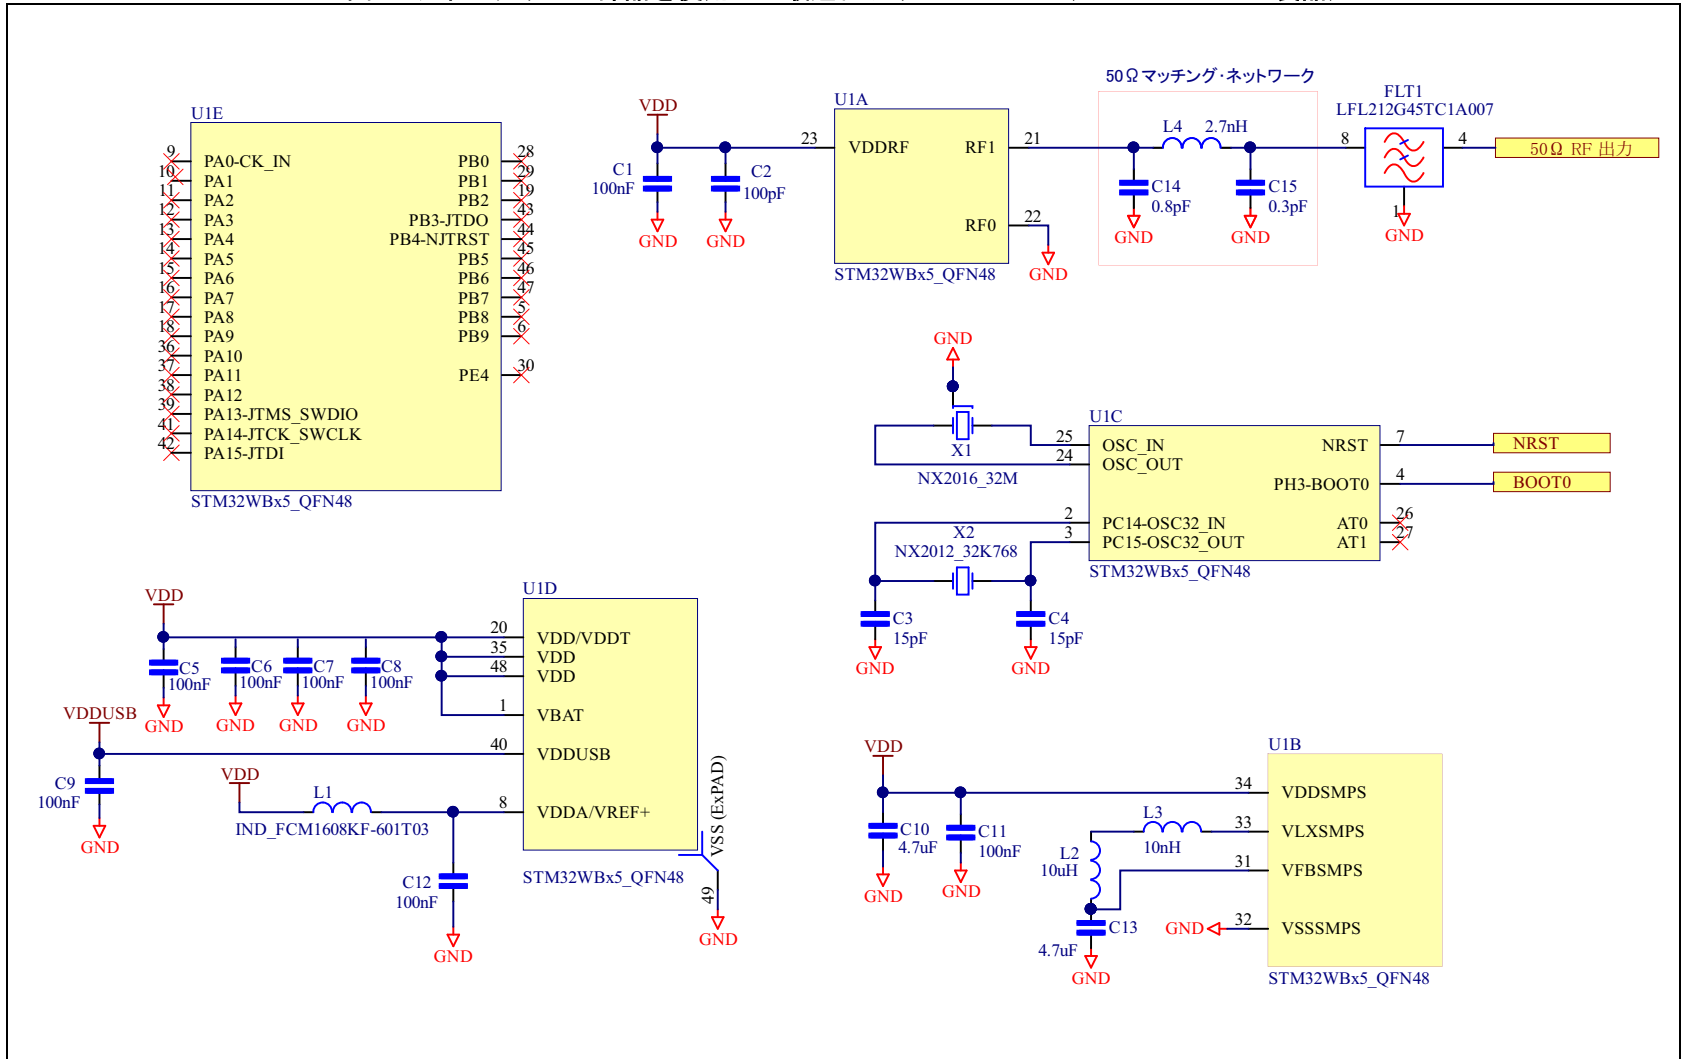 50Ωマッチング・ネットワーク
U1E
9 PA0-CK_IN
10 PA1
11 PA2
12 PA3
13 PA4
14 PA5
15 PA6
16 PA7
17 PA8
18 PA9
36 PA10
37 PA11
38 PA12
39 PA13-JTMS_SWDIO
41 PA14-JTCK_SWCLK
42 PA15-JTDI
PB0 28
PB1 29
PB2 19
PB3-JTDO 43
PB4-NJTRST 44
PB5 45
PB6 46
PB7 47
PB8 5
PB9 6
PE4 30
STM32WBx5_QFN48
VDD
C1
100nF
GND
C2
100pF
GND
U1A
23 VDDRF
RF1 21
RF0 22
GND
STM32WBx5_QFN48
L4 2.7nH
C14
0.8pF
GND
C15
0.3pF
GND
FLT1
LFL212G45TC1A007
8
4
1
GND
50Ω RF 出力
GND
X1
NX2016_32M
U1C
25 OSC_IN
24 OSC_OUT
2 PC14-OSC32_IN
3 PC15-OSC32_OUT
NRST 7
NRST
PH3-BOOT0 4
BOOT0
AT0 26
AT1 27
STM32WBx5_QFN48
X2
NX2012_32K768
C3
15pF
GND
C4
15pF
GND
VDD
C5
100nF
GND
C6
100nF
GND
C7
100nF
GND
C8
100nF
GND
U1D
20 VDD/VDDT
35 VDD
48 VDD
1 VBAT
40 VDDUSB
8 VDDA/VREF+
VSS (ExPAD)
49
GND
STM32WBx5_QFN48
VDDUSB
C9
100nF
GND
VDD
L1
IND_FCM1608KF-601T03
C12
100nF
GND
VDD
C10
4.7uF
GND
C11
100nF
GND
U1B
34 VDDSMPS
33 VLXSMPS
31 VFBSMPS
32 VSSSMPS
GND
STM32WBx5_QFN48
L3
10nH
L2
10uH
C13
4.7uF
GND